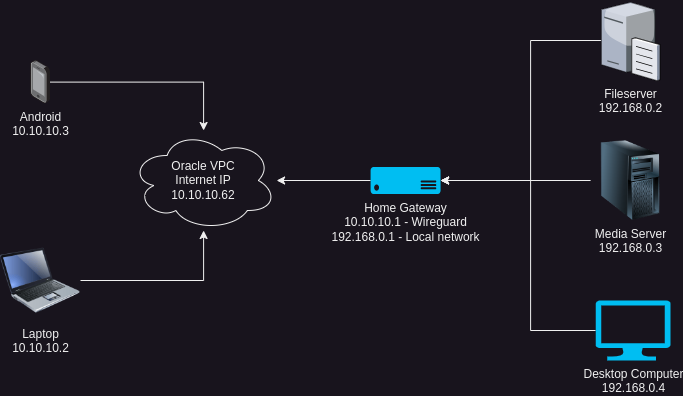 Android
10.10.10.3
Oracle VPC
Internet IP
10.10.10.62
Laptop
10.10.10.2
Home Gateway
10.10.10.1 - Wireguard
192.168.0.1 - Local network
Fileserver
192.168.0.2
Media Server
192.168.0.3
Desktop Computer
192.168.0.4